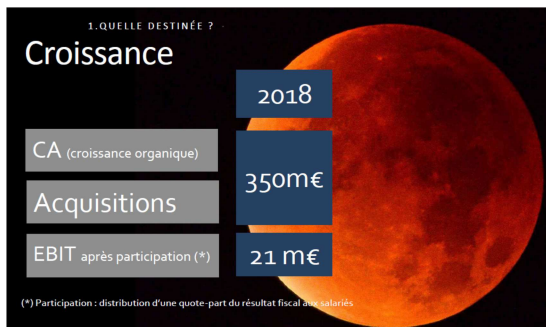 1.QUELLE DESTINÉE ?
Croissance
2018
CA (croissance organique)
350m€
Acquisitions
EBIT après participation (*)
21 m€
(*) Participation : distribution d'une quote-part du résultat fiscal aux salariés